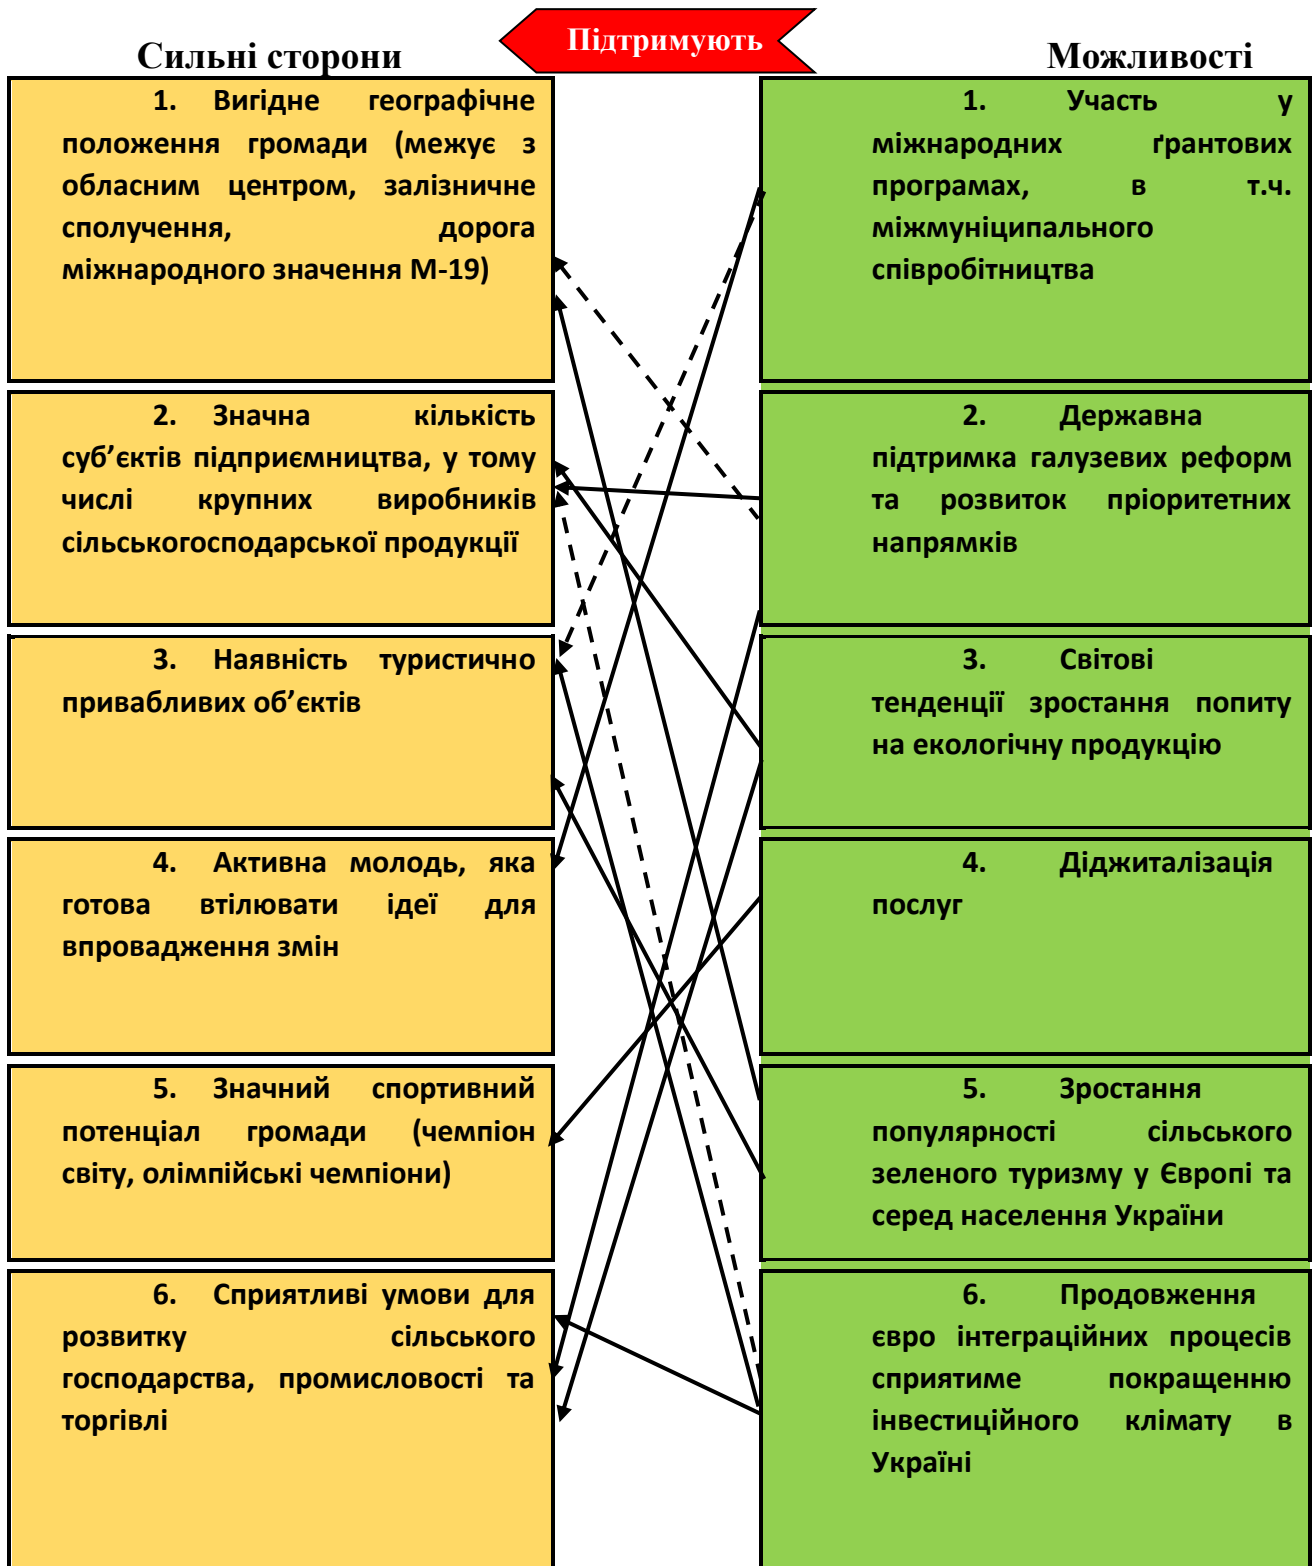 Підтримують
Сильні сторони
Можливості
1. Вигідне географічне
положення громади (межує з
обласним центром, залізничне
сполучення, дорога
міжнародного значення М-19)
2. Значна кількість
суб’єктів підприємництва, у тому
числі крупних виробників
сільськогосподарської продукції
3. Наявність туристично
привабливих об’єктів
4. Активна молодь, яка
готова втілювати ідеї для
впровадження змін
5. Значний спортивний
потенціал громади (чемпіон
світу, олімпійські чемпіони)
6. Сприятливі умови для
розвитку сільського
господарства, промисловості та
торгівлі
1. Участь у
міжнародних ґрантових
програмах, в т.ч.
міжмуніципального
співробітництва
2. Державна
підтримка галузевих реформ
та розвиток пріоритетних
напрямків
3. Світові
тенденції зростання попиту
на екологічну продукцію
4. Діджиталізація
послуг
5. Зростання
популярності сільського
зеленого туризму у Європі та
серед населення України
6. Продовження
євро інтеграційних процесів
сприятиме покращенню
інвестиційного клімату в
Україні